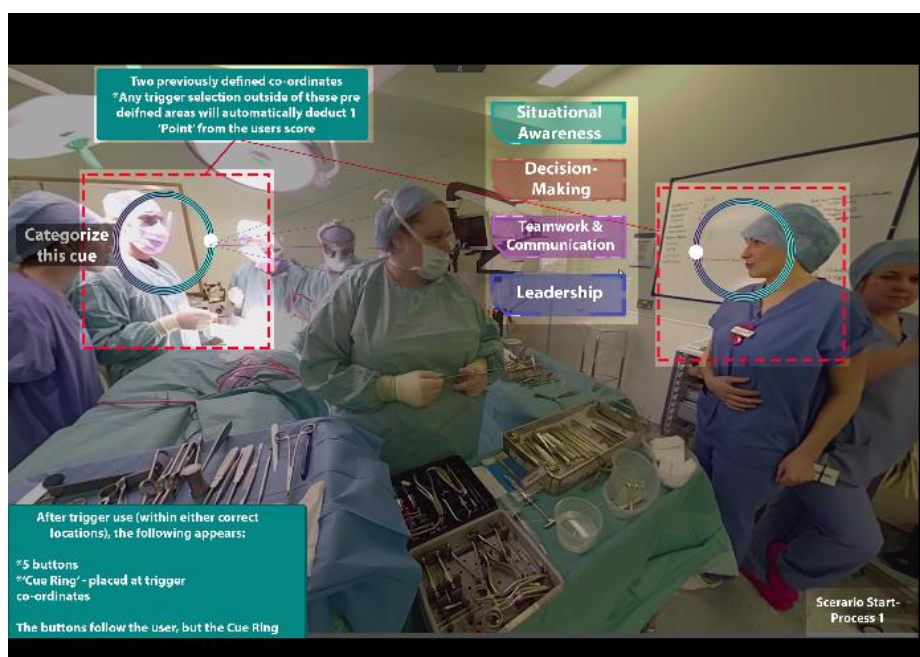 Two previously defined co-ordinates
*Any trigger selection outside of these pre
deifned areas will automatically deduct 1
'Point' from the users score
Situational
Awareness
Decision-
Making
Teamwork &
Communication
Leadership
Categorize
this cue
After trigger use (within either correct
locations), the following appears:
*5 buttons
*'Cue Ring' - placed at trigger
co-ordinates
The buttons follow the user, but the Cue Ring
Scerario Start-
Process 1